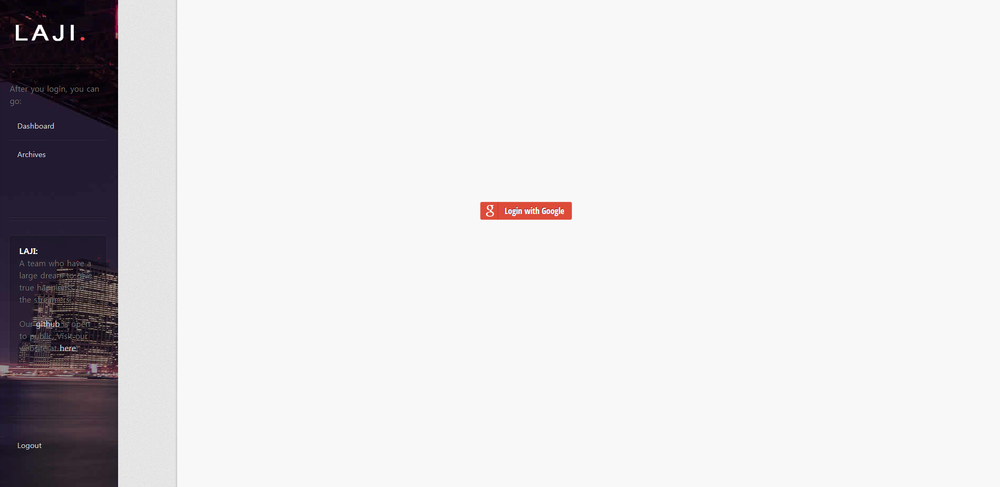 LAJI.
After you login, you can
go:
Dashboard
Archives
LAJI:
A team who have a
large dream to give
true happiness to
the streamers.
Our github is open
to public, Visit our
website at here
Logout
g Login with Google